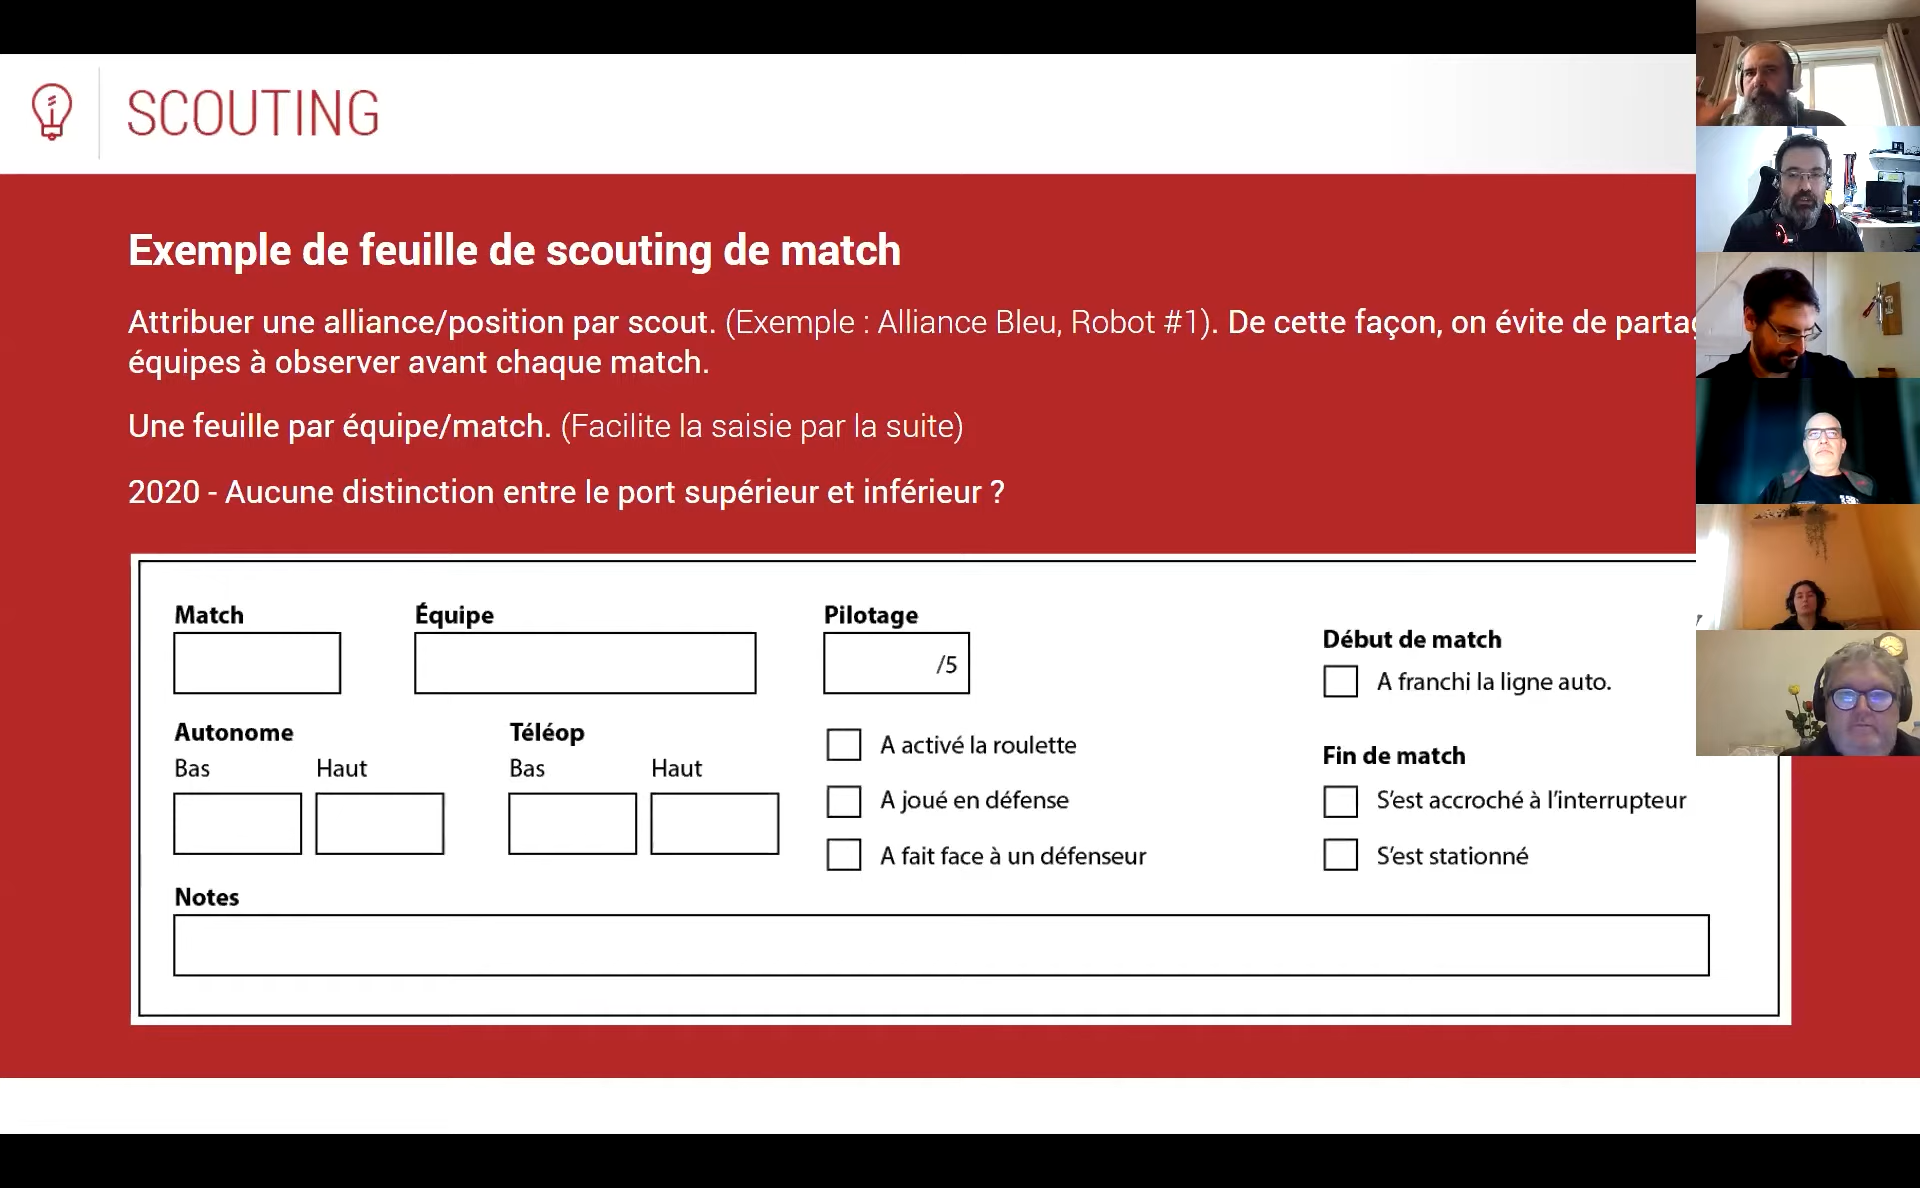 SCOUTING
Exemple de feuille de scouting de match
Attribuer une alliance/position par scout. (Exemple : Alliance Bleu, Robot #1). De cette façon, on évite de
équipes à observer avant chaque match.
Une feuille par équipe/match. (Facilite la saisie par la suite)
2020 - Aucune distinction entre le port supérieur et inférieur ?
Match
Équipe
Pilotage
/5
Début de match
A franchi la ligne auto.
Autonome
Téléop
Bas
Haut
Bas
Haut
A activé la roulette
A joué en défense
A fait face à un défenseur
Fin de match
S'est accroché à l'interrupteur
S'est stationné
Notes